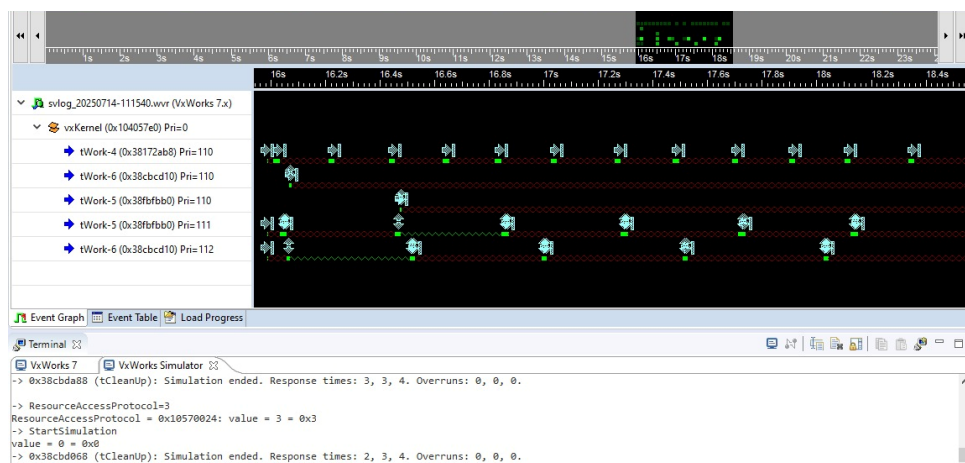 1s 2s 3s 4s 5s 6s 7s 8s 9s 10s 11s 12s 13s 14s 15s 16s 17s 18s 19s 20s 21s 22s 23s
16s 16.2s 16.4s 16.6s 16.8s 17s 17.2s 17.4s 17.6s 17.8s 18s 18.2s 18.4s
svlog_20250714-111540.wvr (VxWorks 7.x)
vxKernel (0x104057e0) Pri=0
tWork-4 (0x38172ab8) Pri=110
tWork-6 (0x38cbcd10) Pri=110
tWork-5 (0x38fbfbb0) Pri=110
tWork-5 (0x38fbfbb0) Pri=111
tWork-6 (0x38cbcd10) Pri=112
Event Graph Event Table Load Progress
Terminal
VxWorks 7 VxWorks Simulator
-> 0x38cbda88 (tCleanUp): Simulation ended. Response times: 3, 3, 4. Overruns: 0, 0, 0.
-> ResourceAccessProtocol=3
ResourceAccessProtocol = 0x10570024: value = 3 = 0x3
-> StartSimulation
value = 0 = 0x0
-> 0x38cbd068 (tCleanUp): Simulation ended. Response times: 2, 3, 4. Overruns: 0, 0, 0.